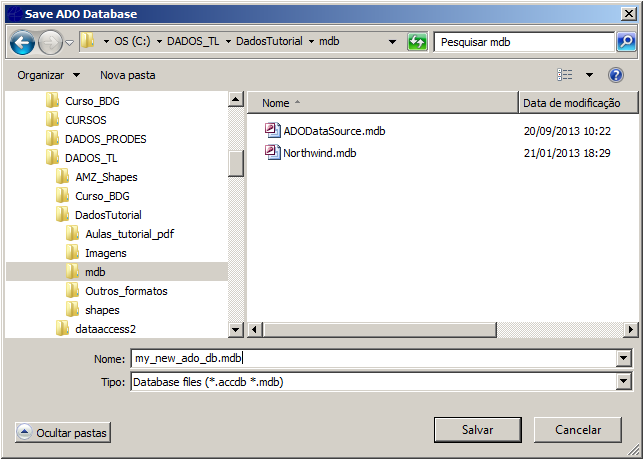 Save ADO Database
OS (C:) DADOS_TL DadosTutorial mdb
Pesquisar mdb
Organizar Nova pasta
Curso_BDG
CURSOS
DADOS_PRODES
DADOS_TL
AMZ_Shapes
Curso_BDG
DadosTutorial
Aulas_tutorial_pdf
Imagens
mdb
Outros_formatos
shapes
dataaccess2
Nome Data de modificação
ADODataSource.mdb 20/09/2013 10:22
Northwind.mdb 21/01/2013 18:29
Nome: my_new_ado_db.mdb
Tipo: Database files (*.accdb *.mdb)
Ocultar pastas Salvar Cancelar